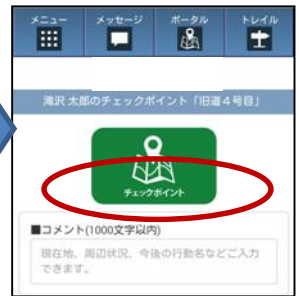 メニュー メッセージ ポータル トレイル
滝沢 太郎のチェックポイント「旧道4号目」
チェックポイント
■コメント(1000文字以内)
現在地、周辺状況、今後の行動名などご入力
できます。